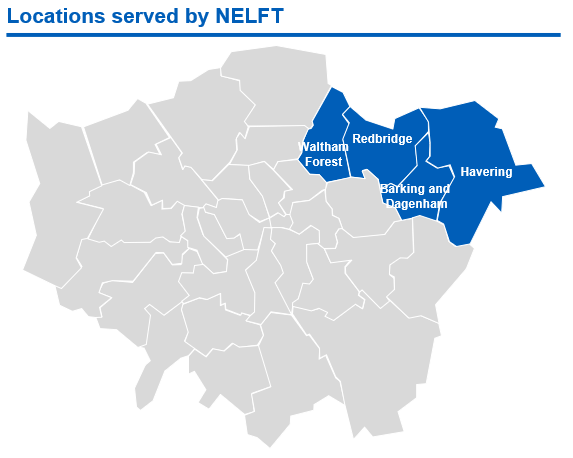 Locations served by NELFT
Waltham
Forest
Redbridge
Havering
Barking and
Dagenham